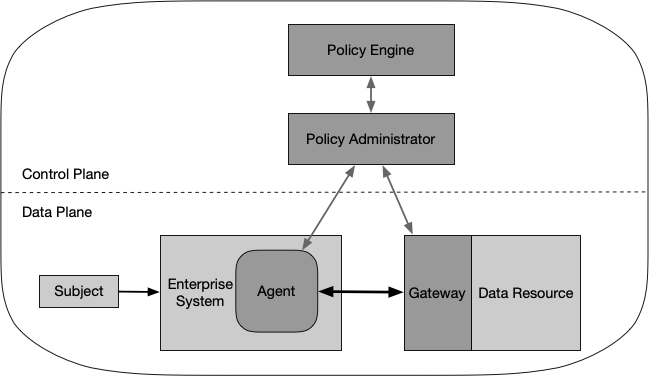 Policy Engine
Policy Administrator
Control Plane
Data Plane
Subject
Enterprise
System
Agent
Gateway
Data Resource